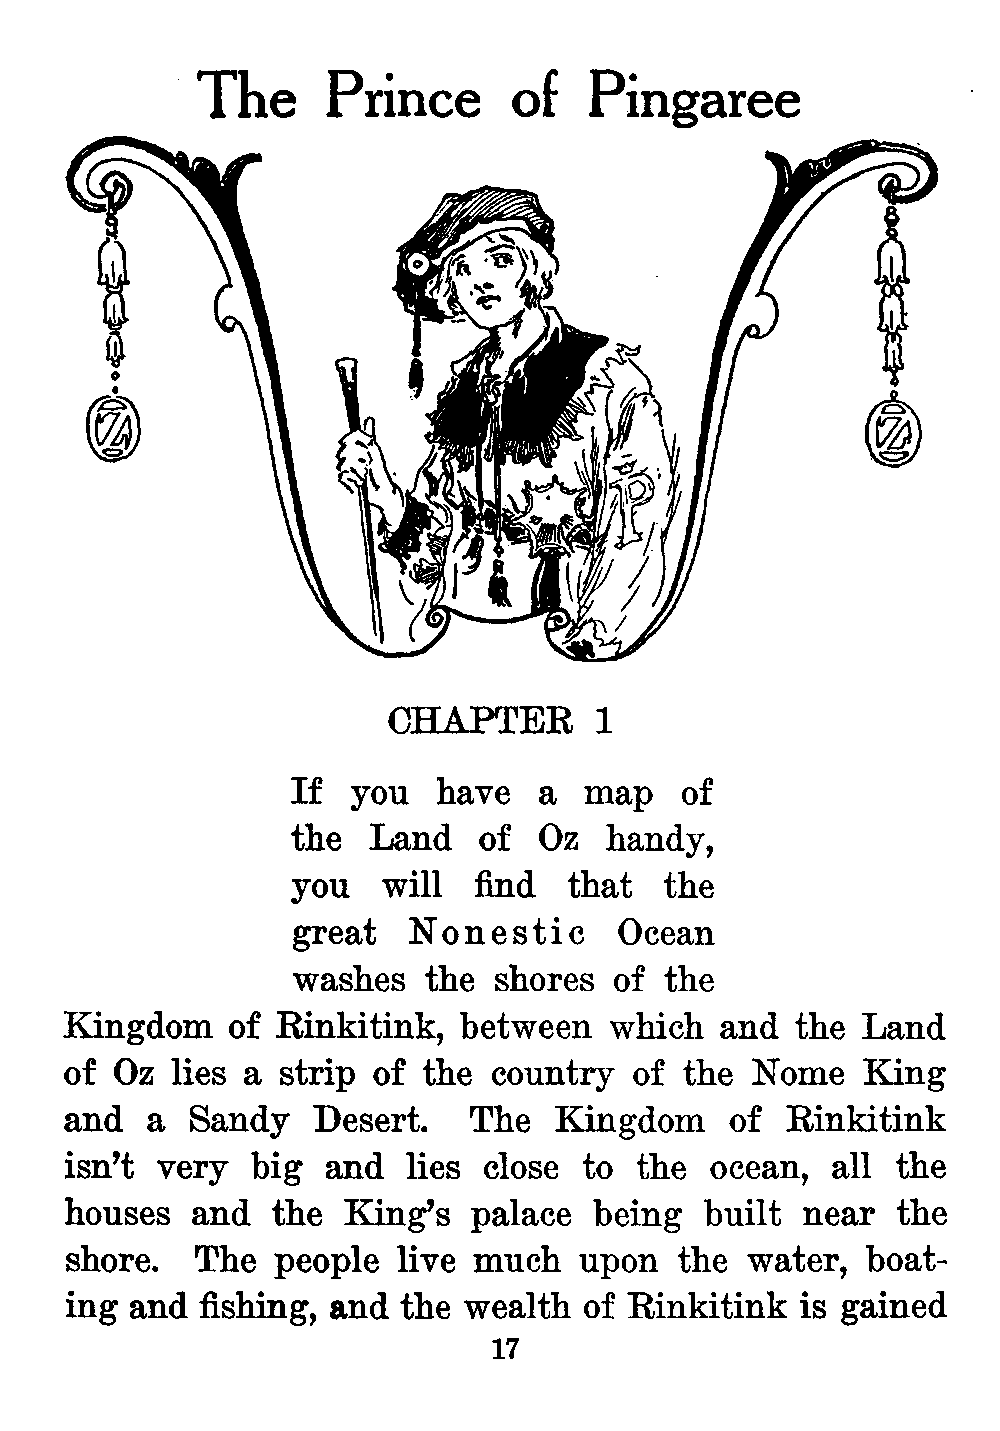 The Prince of Pingaree
OZ
OZ
P
CHAPTER 1
If you have a map of
the Land of Oz handy,
you will find that the
great Nonestic Ocean
washes the shores of the
Kingdom of Rinkitink, between which and the Land
of Oz lies a strip of the country of the Nome King
and a Sandy Desert. The Kingdom of Rinkitink
isn't very big and lies close to the ocean, all the
houses and the King's palace being built near the
shore. The people live much upon the water, boat-
ing and fishing, and the wealth of Rinkitink is gained
17